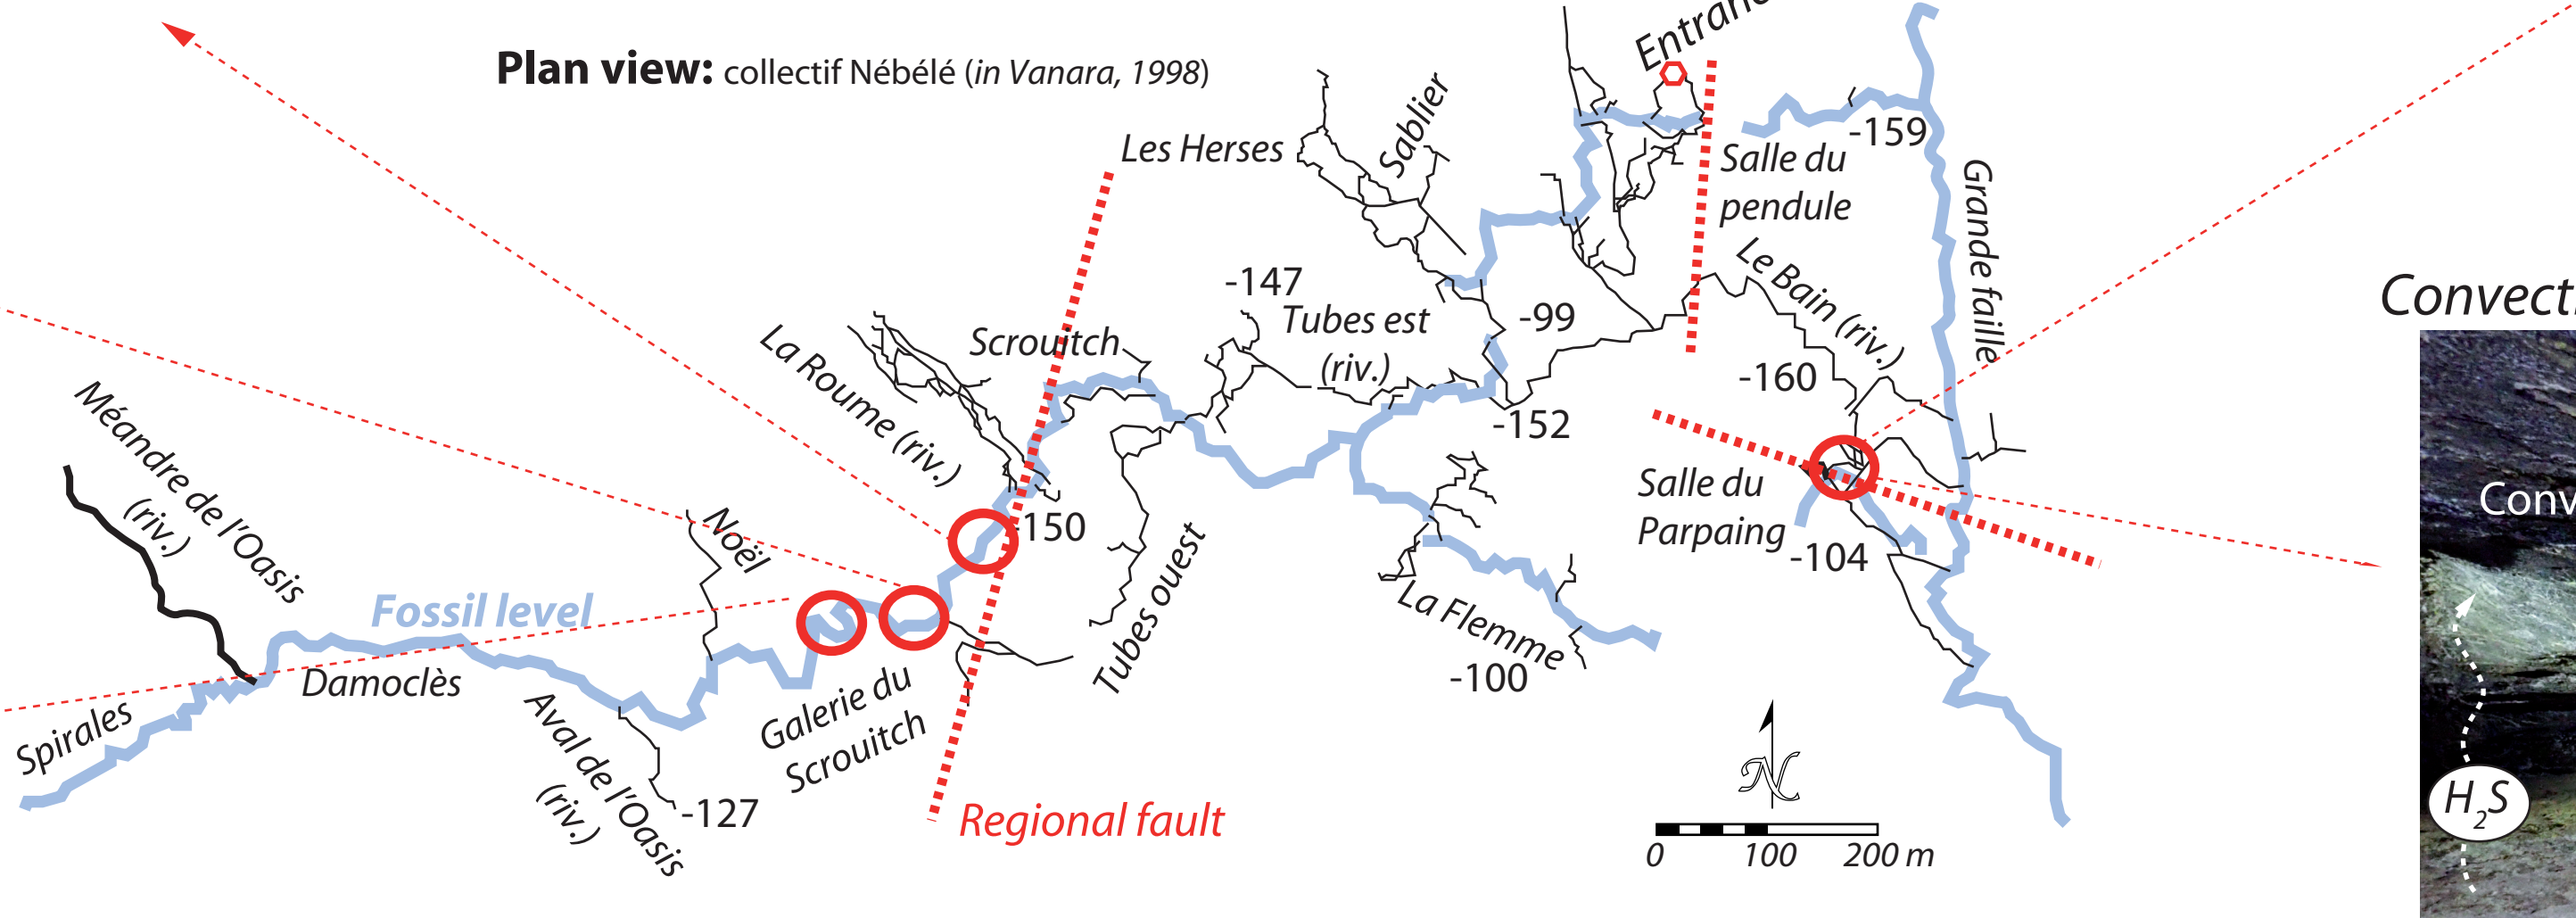 Plan view: collectif Nébélé (in Vanara, 1998)
Les Herses
Sablier
-159
Salle du
pendule
Grande faille
Le Bain (riv.)
-147
Tubes est
(riv.)
-99
Scrouitch
La Roume (riv.)
-160
-152
Méandre de l'Oasis
(riv.)
Noël
-150
Tubes ouest
Salle du
Parpaing
-104
Fossil level
La Flemme
-100
Damoclès
Spirales
Galerie du
Scrouitch
Aval de l'Oasis
(riv.)
-127
Regional fault
N
0 100 200 m
H2S